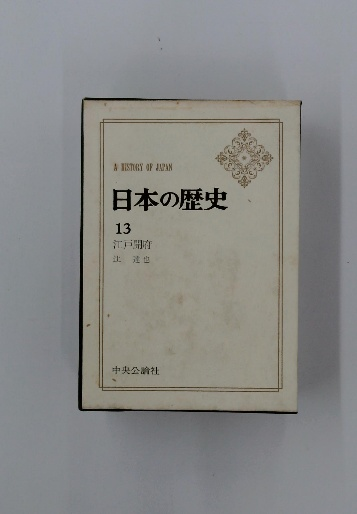 A HISTORY OF JAPAN
日本の歴史
13
江戸開府
辻 達也
中央公論社